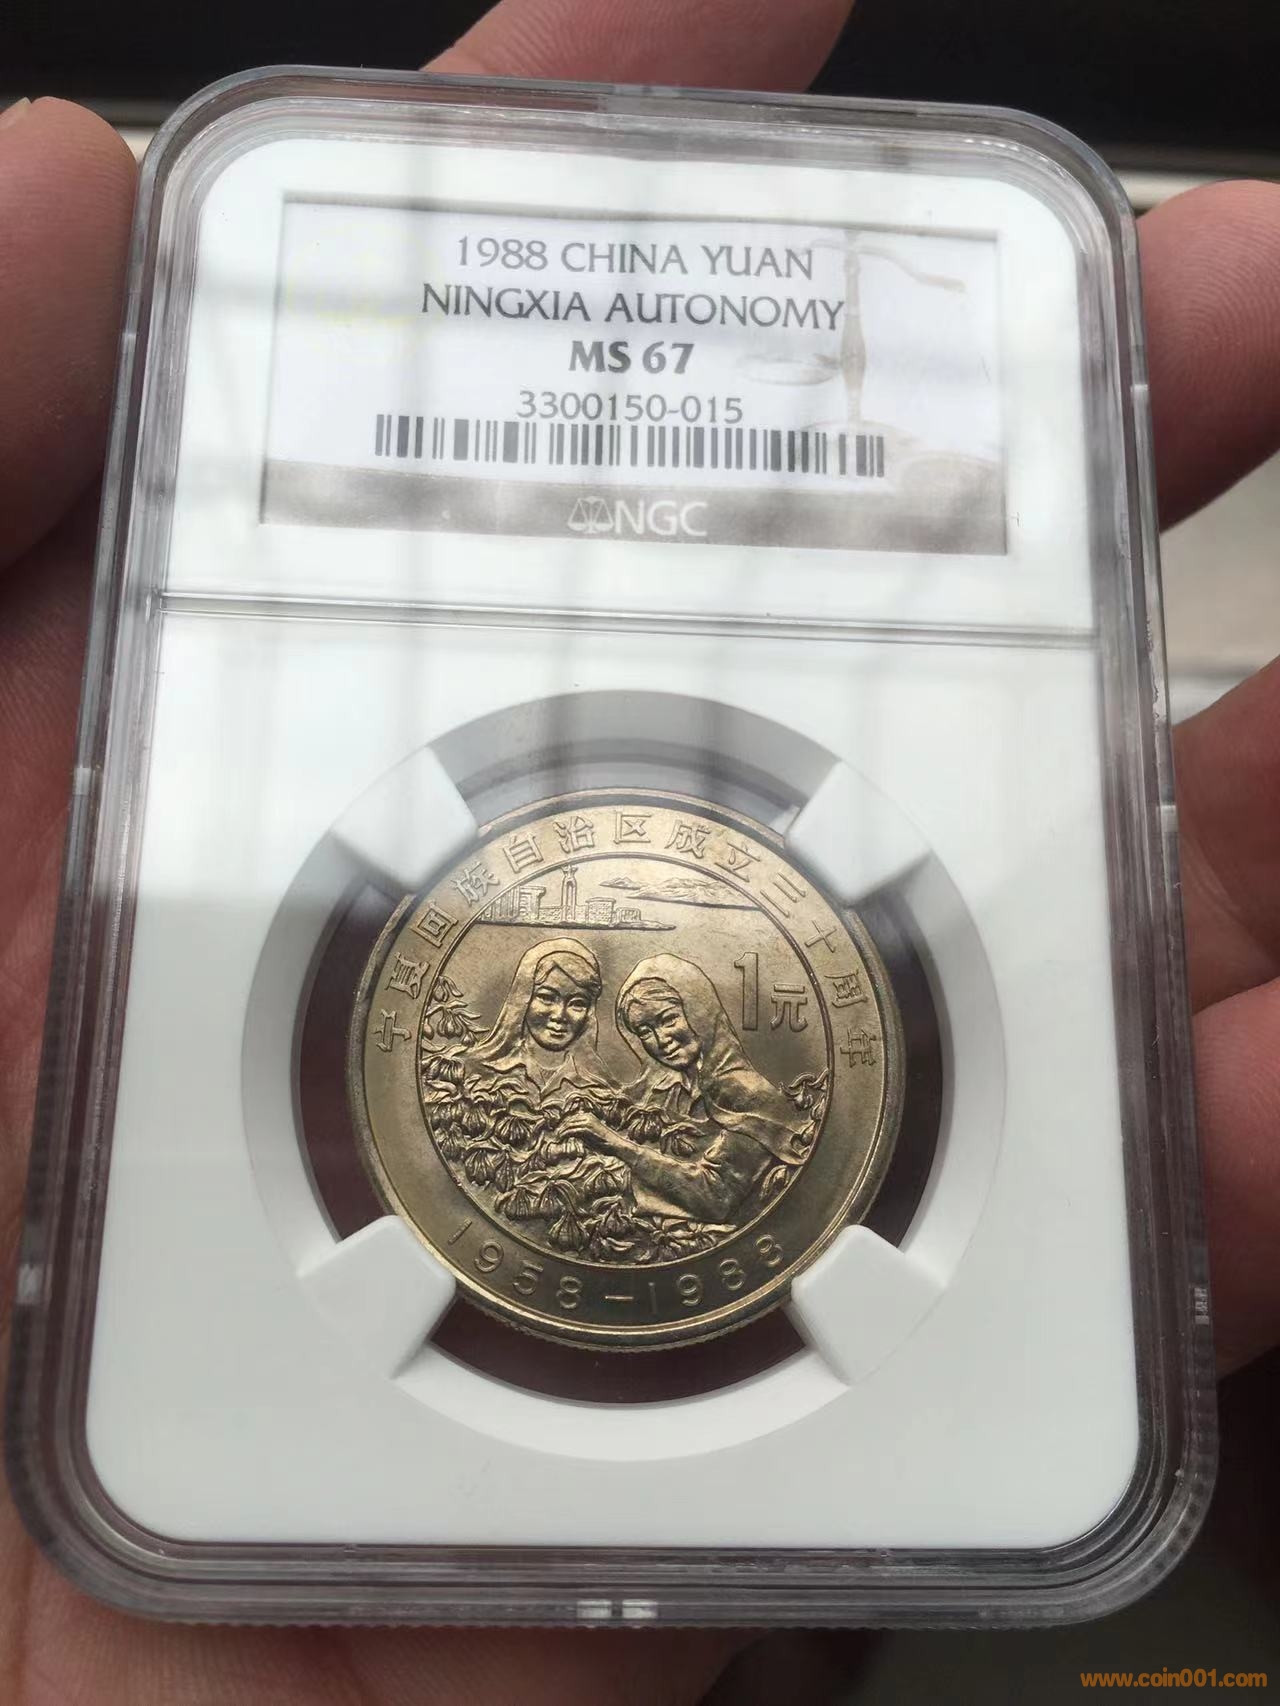 1988 CHINA YUAN
NINGXIA AUTONOMY
MS 67
3300150-015
NGC
宁夏回族自治区成立三十周年
1元
1958-1988
www.coin001.com